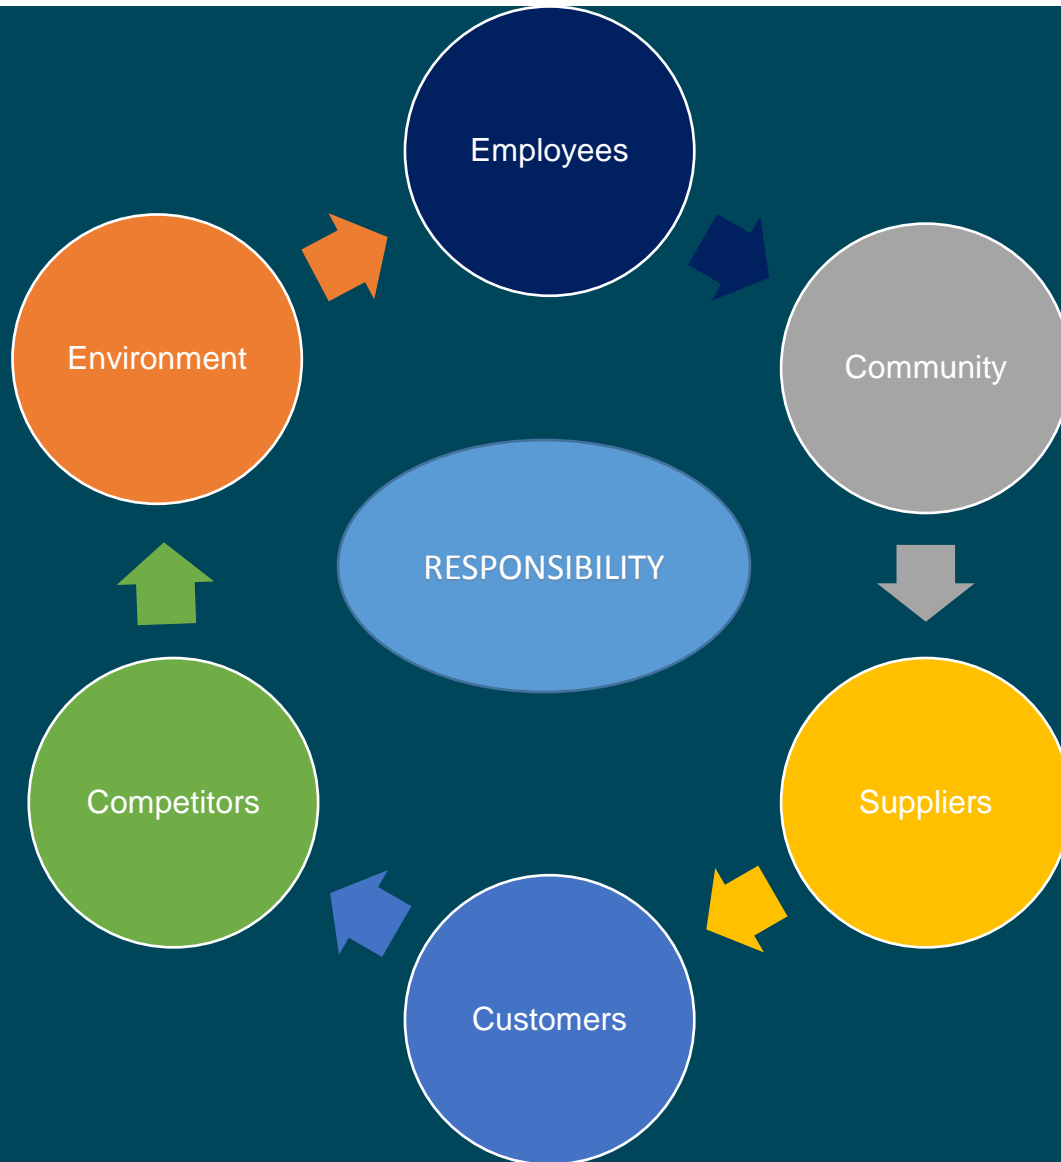 Employees
Community
Suppliers
Customers
Competitors
Environment
RESPONSIBILITY